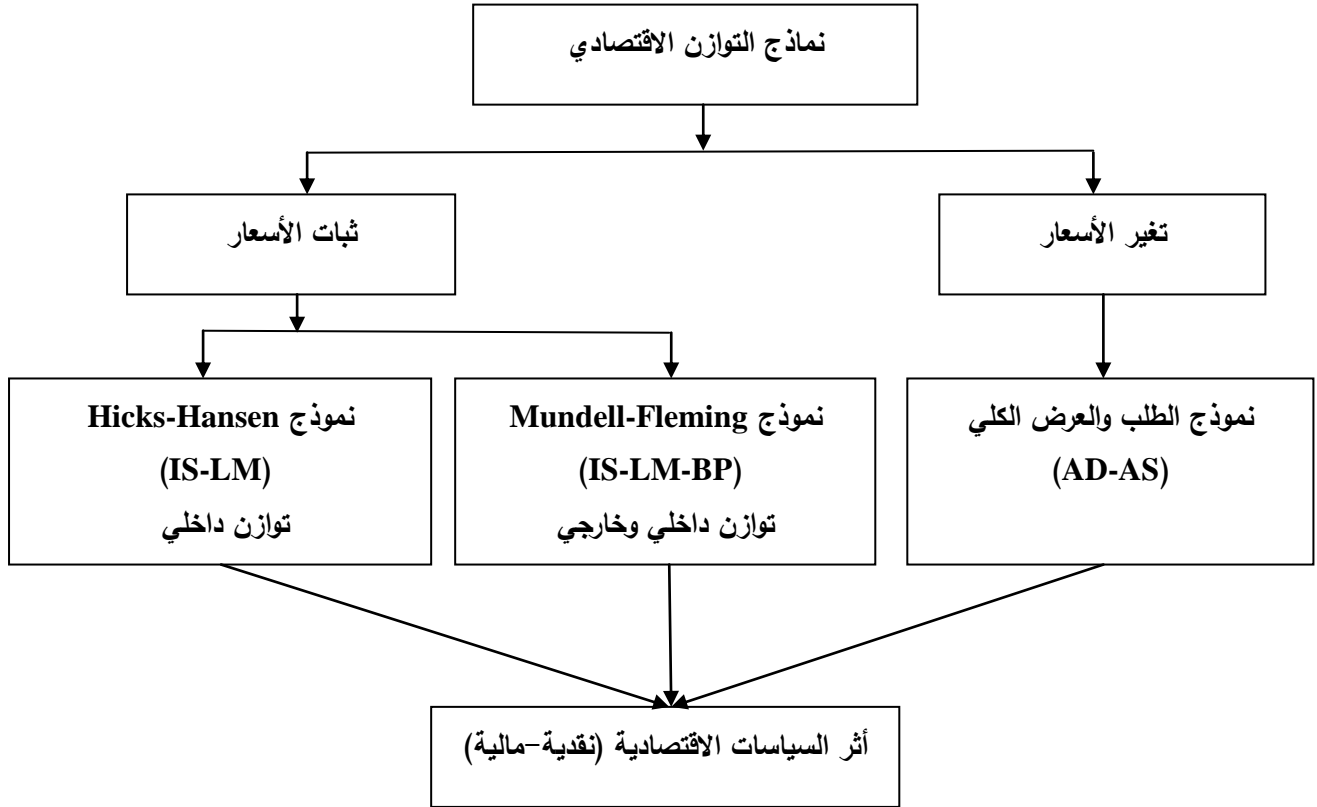 نماذج التوازن الاقتصادي
ثبات الأسعار
تغير الأسعار
نموذج Hicks-Hansen
(IS-LM)
توازن داخلي
نموذج Mundell-Fleming
(IS-LM-BP)
توازن داخلي وخارجي
نموذج الطلب والعرض الكلي
(AD-AS)
أثر السياسات الاقتصادية (نقدية-مالية)